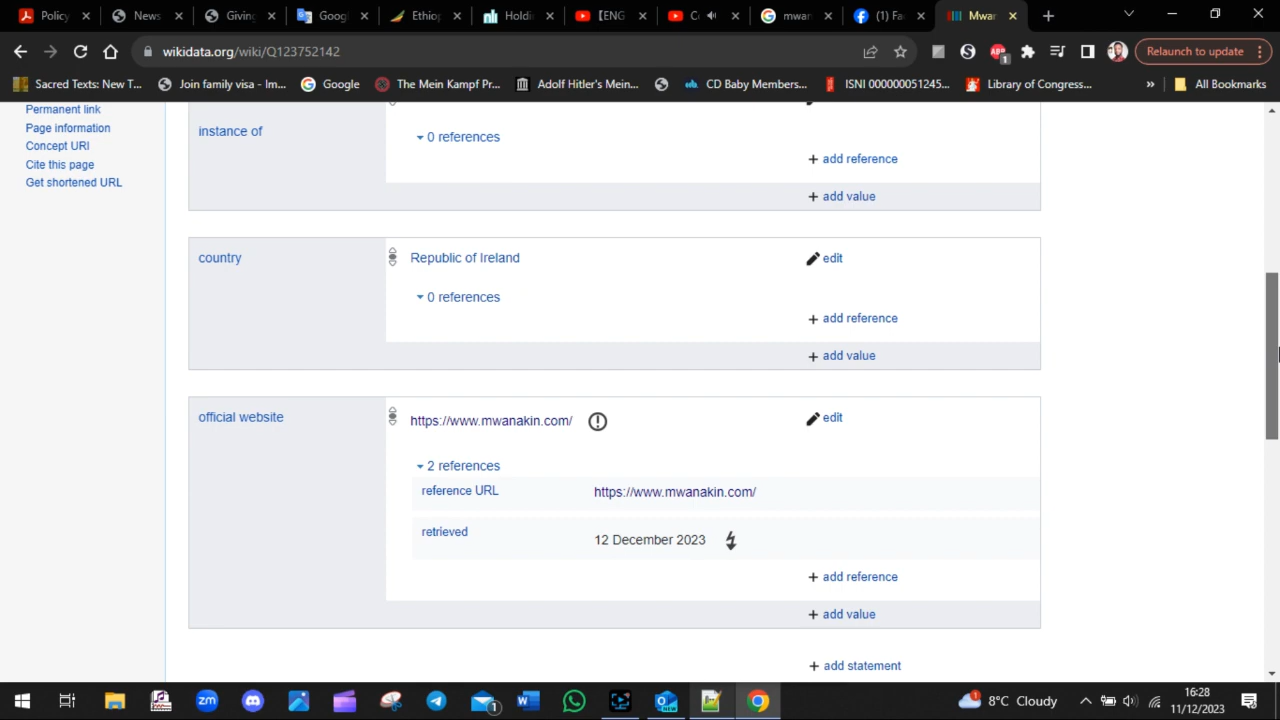 Policy
News
Giving
Googl
Ethiop
Holdi
【ENG
C
mwar
(1) Fa
Mwar
wikidata.org/wiki/Q123752142
Relaunch to update
Sacred Texts: New T...
Join family visa - Im...
Google
The Mein Kampf Pr...
Adolf Hitler's Mein...
CD Baby Members...
ISNI 000000051245...
Library of Congress...
»
All Bookmarks
Permanent link
Page information
Concept URI
Cite this page
Get shortened URL
instance of
0 references
+ add reference
+ add value
country
Republic of Ireland
edit
0 references
+ add reference
+ add value
official website
https://www.mwanakin.com/
edit
2 references
reference URL
https://www.mwanakin.com/
retrieved
12 December 2023
+ add reference
+ add value
+ add statement
8°C Cloudy
16:28
11/12/2023